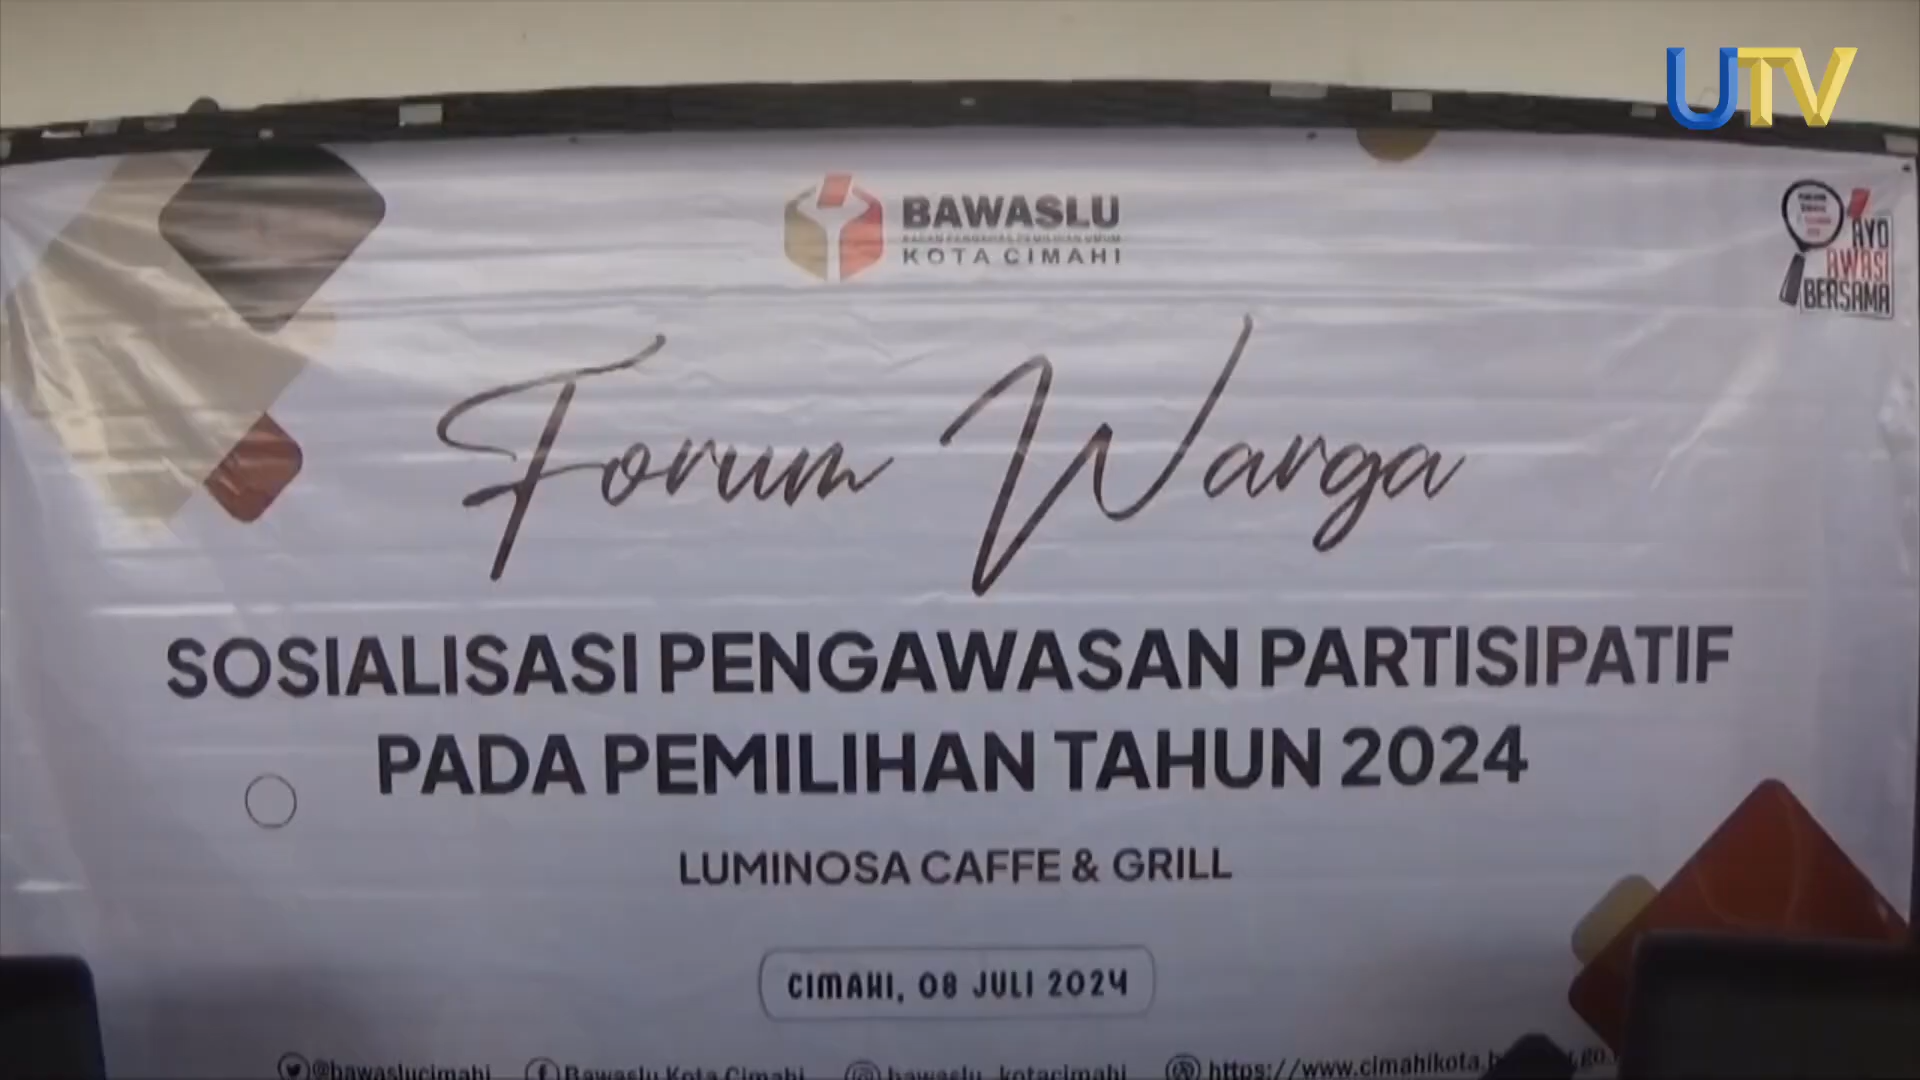 UTV
BAWASLU
BADAN PENGAWAS PEMILIHAN UMUM
KOTA CIMAHI
AYO
AWASI
BERSAMA
Forum Warga
SOSIALISASI PENGAWASAN PARTISIPATIF
PADA PEMILIHAN TAHUN 2024
LUMINOSA CAFFE & GRILL
CIMAHI, 08 JULI 2024
@bawaslucimahi Bawaslu Kota Cimahi bawaslu_kotacimahi https://www.cimahikota.b